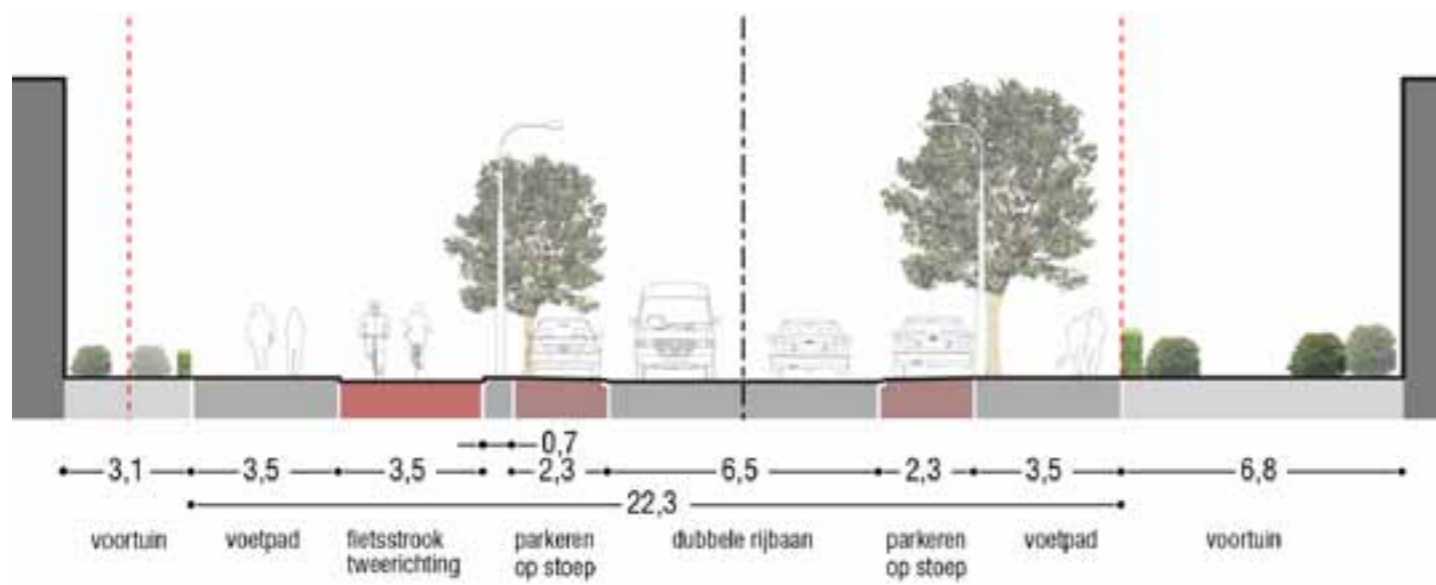 0,7
3,1 3,5 3,5 2,3 6,5 2,3 3,5 6,8
22,3
voortuin voetpad fietsstrook parkeren dubbele rijbaan parkeren voetpad voortuin
tweerichting op stoep op stoep